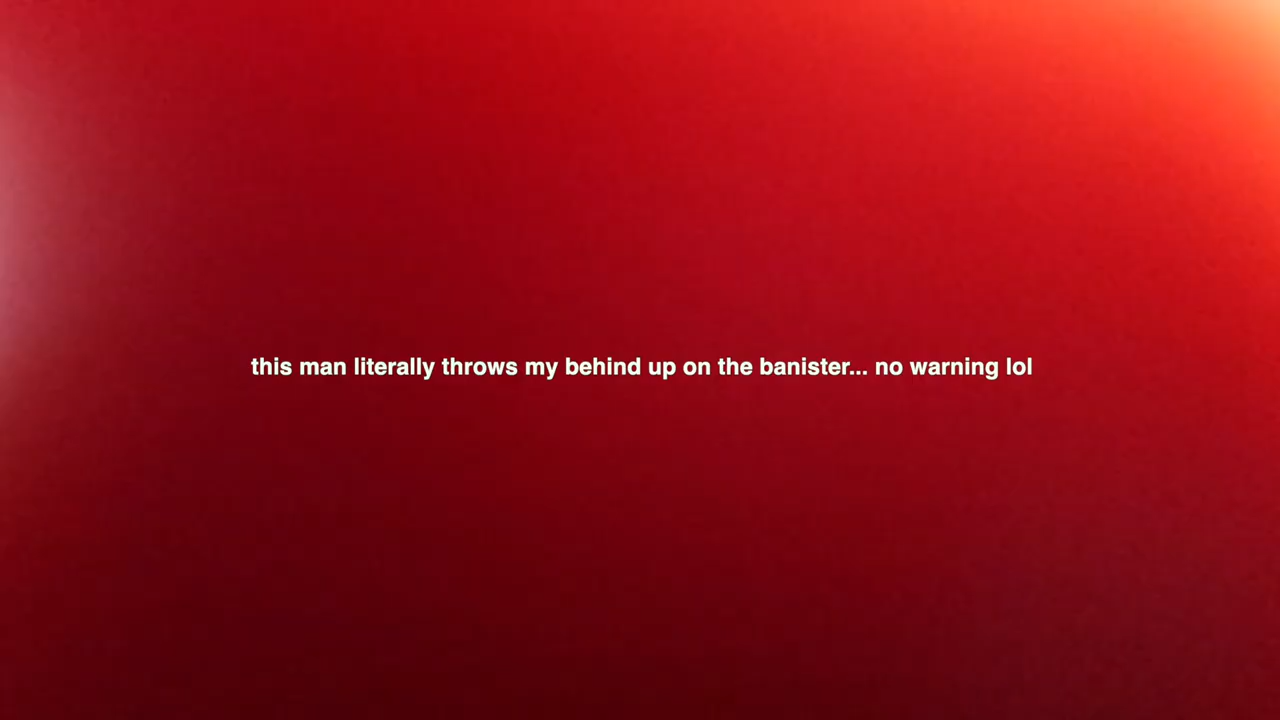 this man literally throws my behind up on the banister... no warning lol